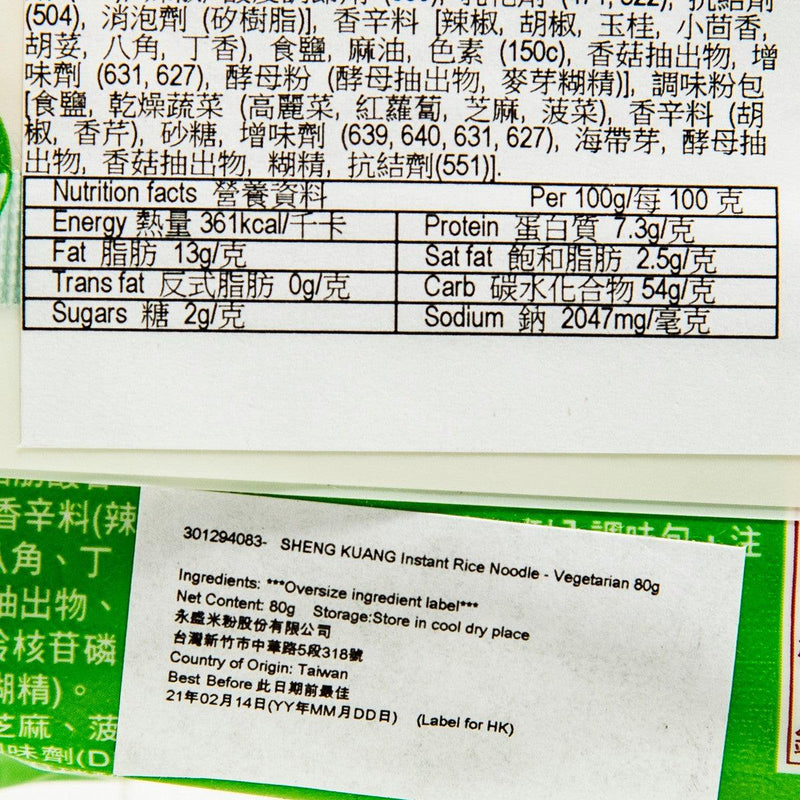 (504), 消泡劑 (矽樹脂)], 香辛料 [辣椒, 胡椒, 玉桂, 小茴香,
胡荽, 八角, 丁香), 食鹽, 麻油, 色素 (150c), 香菇抽出物, 增
味劑 (631, 627), 酵母粉 (酵母抽出物, 麥芽糊精)], 調味粉包
[食鹽, 乾燥蔬菜 (高麗菜, 紅蘿蔔, 芝麻, 菠菜), 香辛料 (胡
椒, 香芹), 砂糖, 增味劑 (639, 640, 631, 627), 海帶芽, 酵母抽
出物, 香菇抽出物, 糊精, 抗結劑(551)].
Nutrition facts 營養資料 Per 100g/每 100 克
Energy 熱量 361kcal/千卡 Protein 蛋白質 7.3g/克
Fat 脂肪 13g/克 Sat fat 飽和脂肪 2.5g/克
Trans fat 反式脂肪 0g/克 Carb 碳水化合物 54g/克
Sugars 糖 2g/克 Sodium 鈉 2047mg/毫克
香辛料(辣
八角、丁
抽出物、
核苷磷
糊精)。
芝麻、菠
味劑(D
調味包,注
301294083- SHENG KUANG Instant Rice Noodle - Vegetarian 80g
Ingredients: ***Oversize ingredient label***
Net Content: 80g Storage:Store in cool dry place
永盛米粉股份有限公司
台灣新竹市中華路5段318號
Country of Origin: Taiwan
Best Before 此日期前最佳
21年02月14日(YY年MM月DD日) (Label for HK)